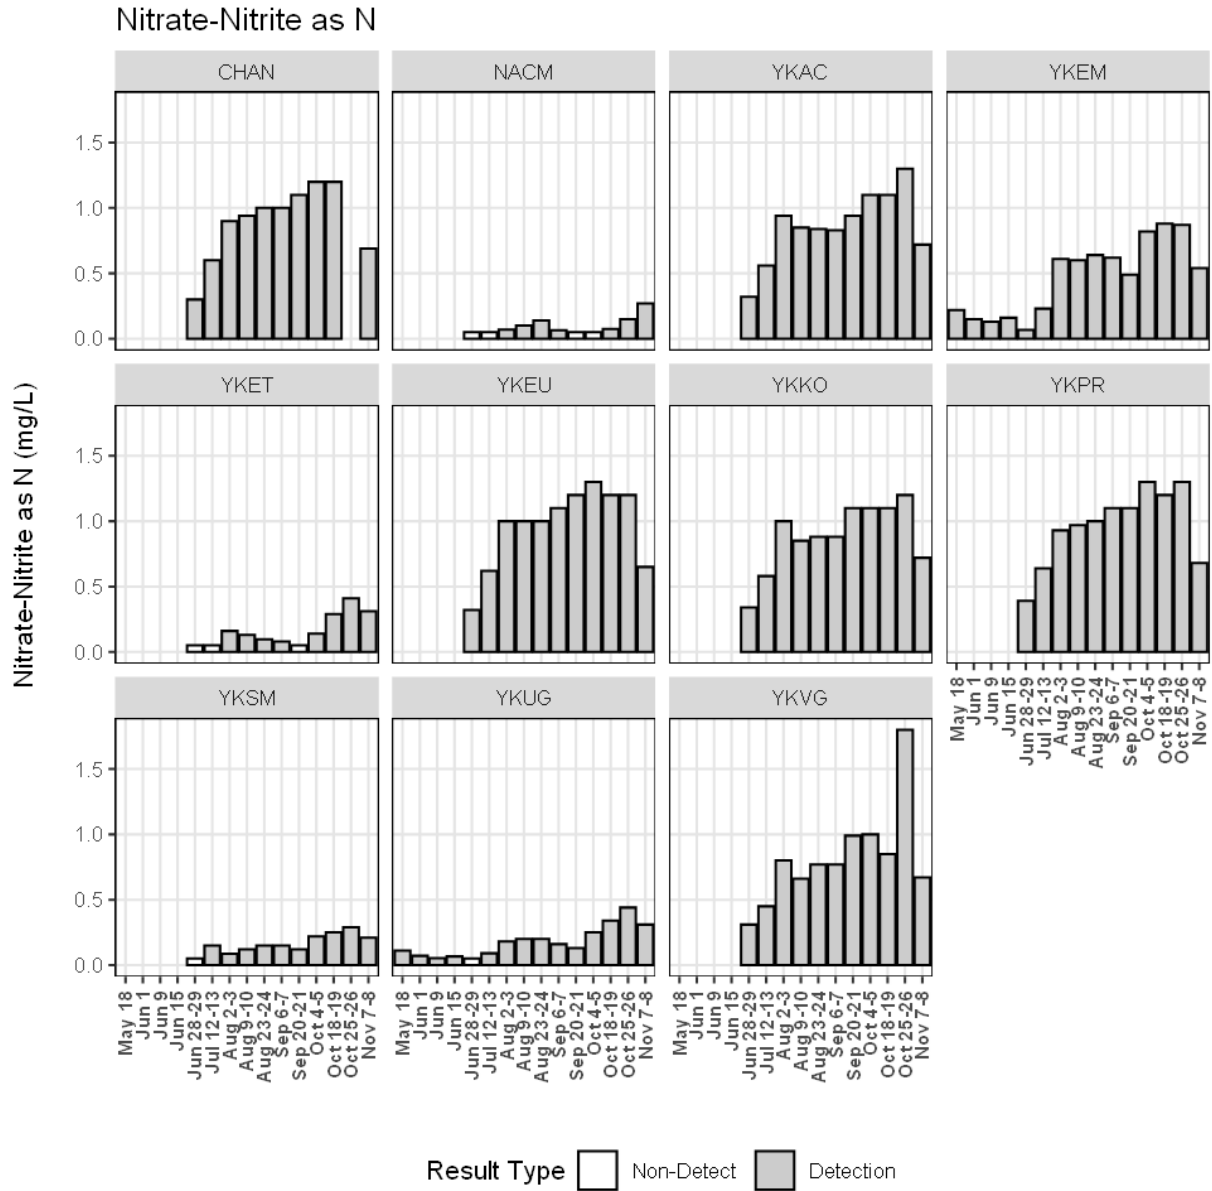 Nitrate-Nitrite as N
CHAN NACM YKAC YKEM
1.5
1.0
0.5
0.0
YKET YKEU YKKO YKPR
1.5
1.0
0.5
0.0
YKSM YKUG YKVG
1.5
1.0
0.5
0.0
Nitrate-Nitrite as N (mg/L)
May 18
Jun 1
Jun 9
Jun 15
Jun 28-29
Jul 12-13
Aug 2-3
Aug 9-10
Aug 23-24
Sep 6-7
Sep 20-21
Oct 4-5
Oct 18-19
Oct 25-26
Nov 7-8
May 18
Jun 1
Jun 9
Jun 15
Jun 28-29
Jul 12-13
Aug 2-3
Aug 9-10
Aug 23-24
Sep 6-7
Sep 20-21
Oct 4-5
Oct 18-19
Oct 25-26
Nov 7-8
May 18
Jun 1
Jun 9
Jun 15
Jun 28-29
Jul 12-13
Aug 2-3
Aug 9-10
Aug 23-24
Sep 6-7
Sep 20-21
Oct 4-5
Oct 18-19
Oct 25-26
Nov 7-8
May 18
Jun 1
Jun 9
Jun 15
Jun 28-29
Jul 12-13
Aug 2-3
Aug 9-10
Aug 23-24
Sep 6-7
Sep 20-21
Oct 4-5
Oct 18-19
Oct 25-26
Nov 7-8
Result Type Non-Detect Detection